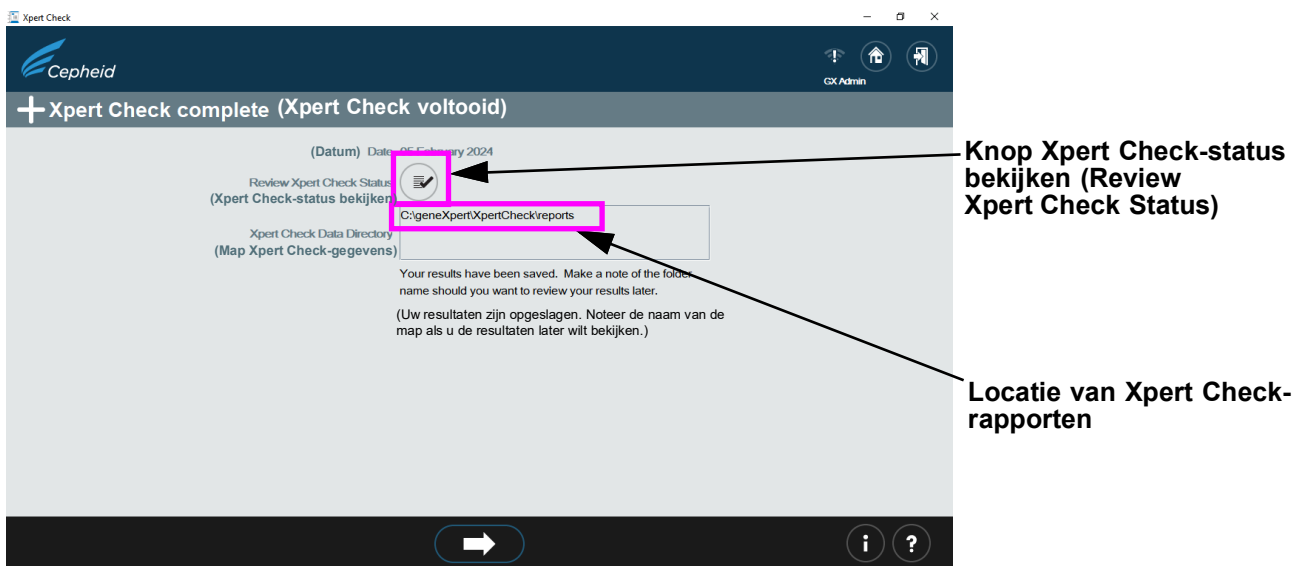 Xpert Check
Cepheid
GX Admin
Xpert Check complete (Xpert Check voltooid)
(Datum) Date 05 February 2024
Review Xpert Check Status
(Xpert Check-status bekijken)
C:\geneXpert\XpertCheck\reports
Xpert Check Data Directory
(Map Xpert Check-gegevens)
Your results have been saved. Make a note of the folder
name should you want to review your results later.
(Uw resultaten zijn opgeslagen. Noteer de naam van de
map als u de resultaten later wilt bekijken.)
Knop Xpert Check-status
bekijken (Review
Xpert Check Status)
Locatie van Xpert Check-
rapporten
i ?